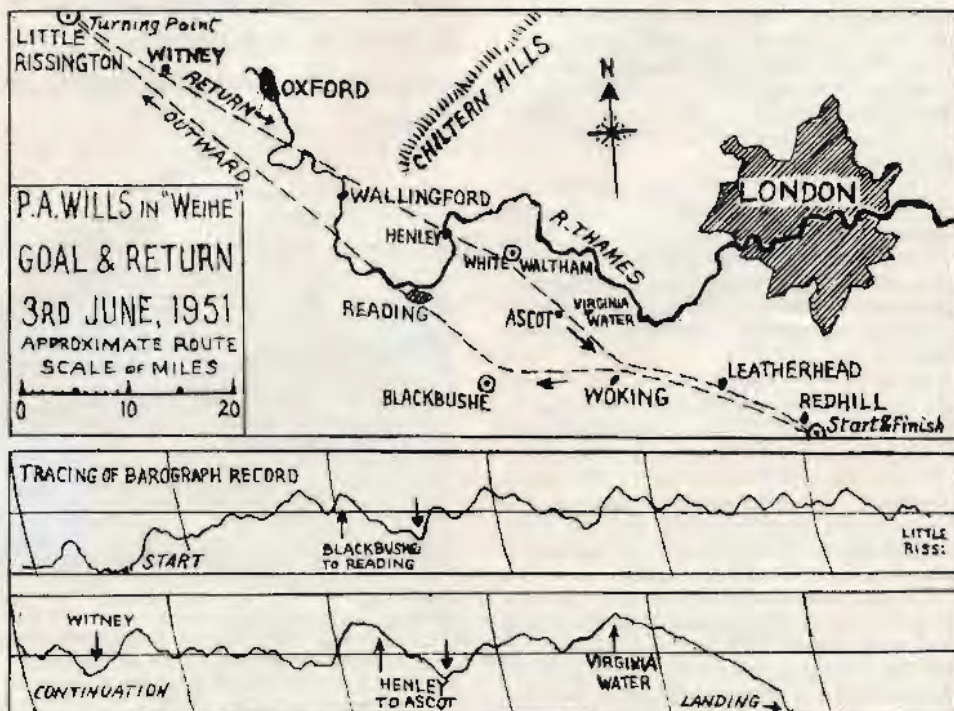 Turning Point
LITTLE
RISSINGTON
WITNEY
OXFORD
RETURN
OUTWARD
CHILTERN HILLS
N
LONDON
WALLINGFORD
HENLEY
R. THAMES
WHITE WALTHAM
READING
ASCOT
VIRGINIA
WATER
BLACKBUSHE
WOKING
LEATHERHEAD
REDHILL
Start & Finish
P.A. WILLS IN "WEIHE"
GOAL & RETURN
3RD JUNE, 1951
APPROXIMATE ROUTE
SCALE OF MILES
0 10 20
TRACING OF BAROGRAPH RECORD
START
BLACKBUSHE
TO READING
LITTLE
RISS:
WITNEY
CONTINUATION
HENLEY
TO ASCOT
VIRGINIA
WATER
LANDING